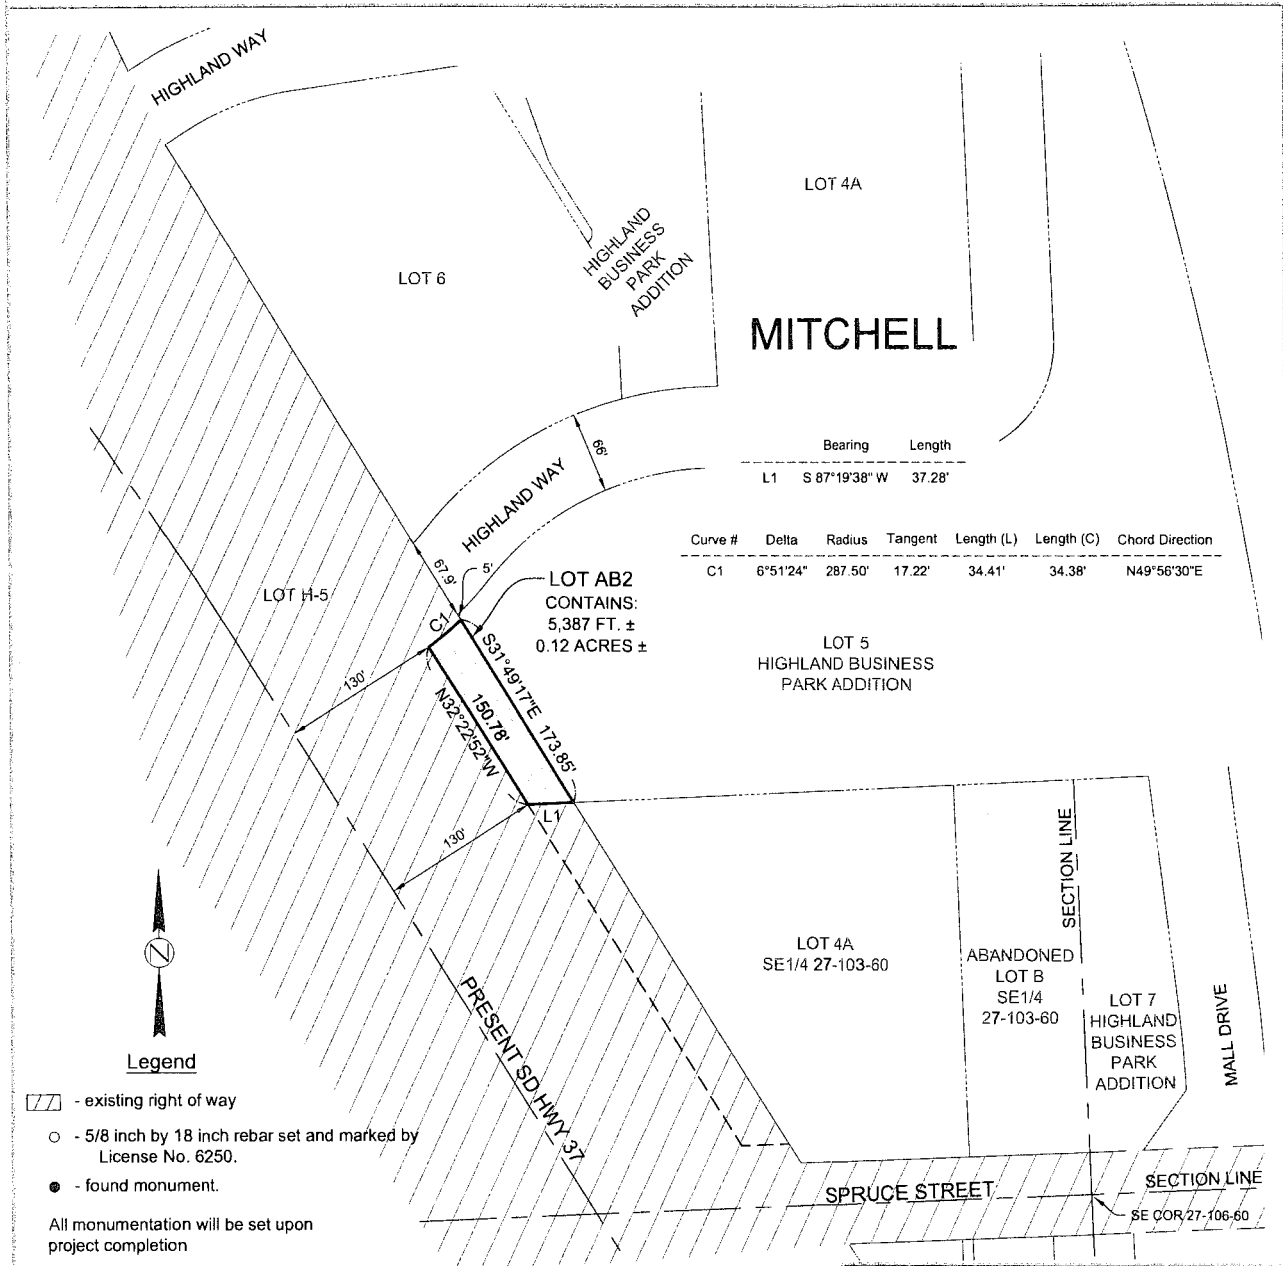 HIGHLAND WAY
LOT 4A
HIGHLAND
BUSINESS
PARK
ADDITION
LOT 6
MITCHELL
Bearing Length
L1 S 87°19'38" W 37.28'
66'
HIGHLAND WAY
Curve # Delta Radius Tangent Length (L) Length (C) Chord Direction
C1 6°51'24" 287.50' 17.22' 34.41' 34.38' N49°56'30"E
67.9'
5'
LOT AB2
CONTAINS:
5,387 FT. ±
0.12 ACRES ±
LOT H-5
C1
S31°49'17"E 173.85'
LOT 5
HIGHLAND BUSINESS
PARK ADDITION
130'
150.78'
N32°22'52"W
L1
130'
SECTION LINE
LOT 4A
SE1/4 27-103-60
ABANDONED
LOT B
SE1/4
27-103-60
LOT 7
HIGHLAND
BUSINESS
PARK
ADDITION
MALL DRIVE
N
PRESENT SD HWY 37
Legend
- existing right of way
- 5/8 inch by 18 inch rebar set and marked by
License No. 6250.
- found monument.
All monumentation will be set upon
project completion
SPRUCE STREET
SECTION LINE
SE COR 27-106-60